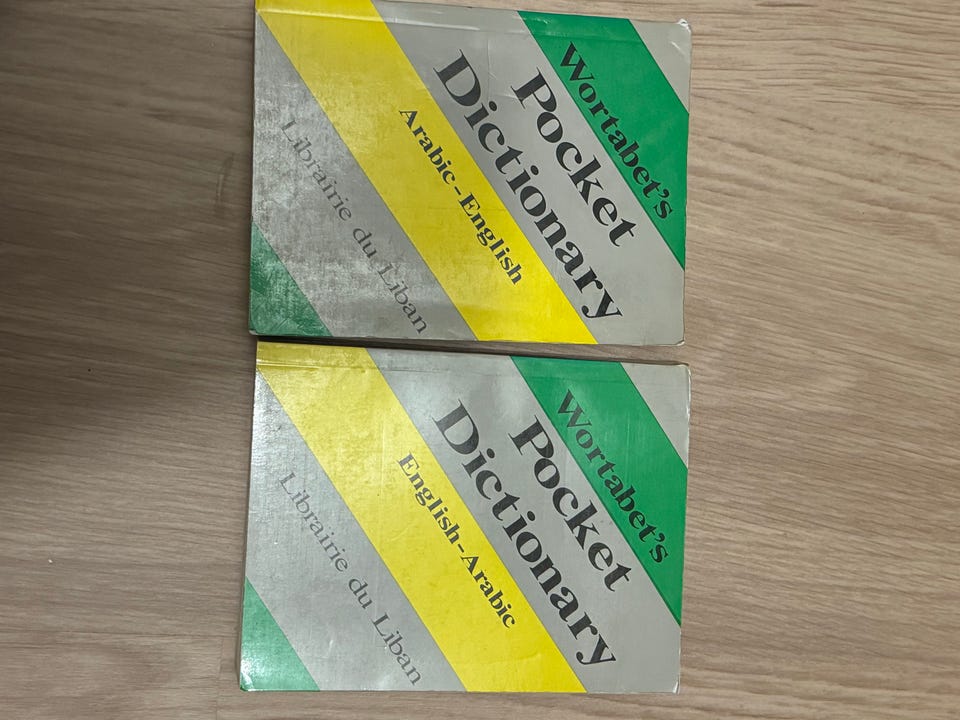 Wortabet's
Pocket
Dictionary
Arabic-English
Librairie du Liban
Wortabet's
Pocket
Dictionary
English-Arabic
Librairie du Liban